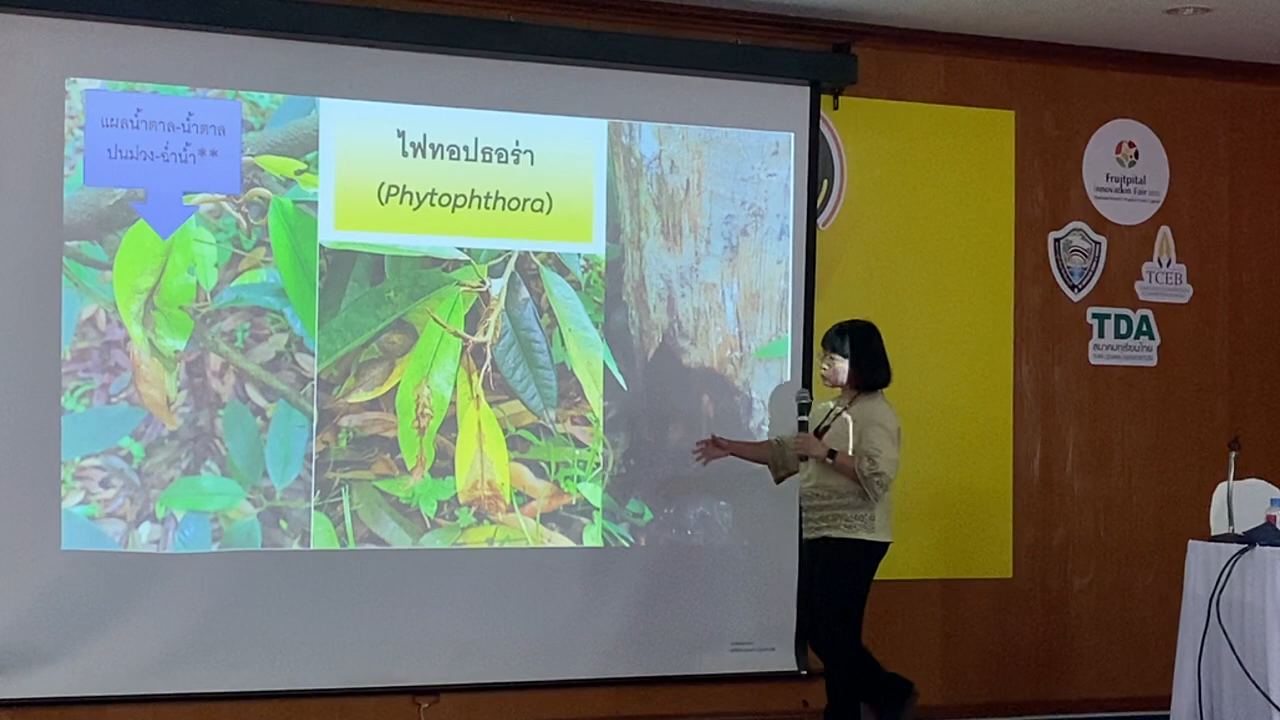 แผลน้ำตาล-น้ำตาล
ปนม่วง-ฉ่ำน้ำ**
ไฟทอปธอร่า
(Phytophthora)
Fruitpital
Innovation Fair
TCEB
TDA
สมาคมทุเรียนไทย